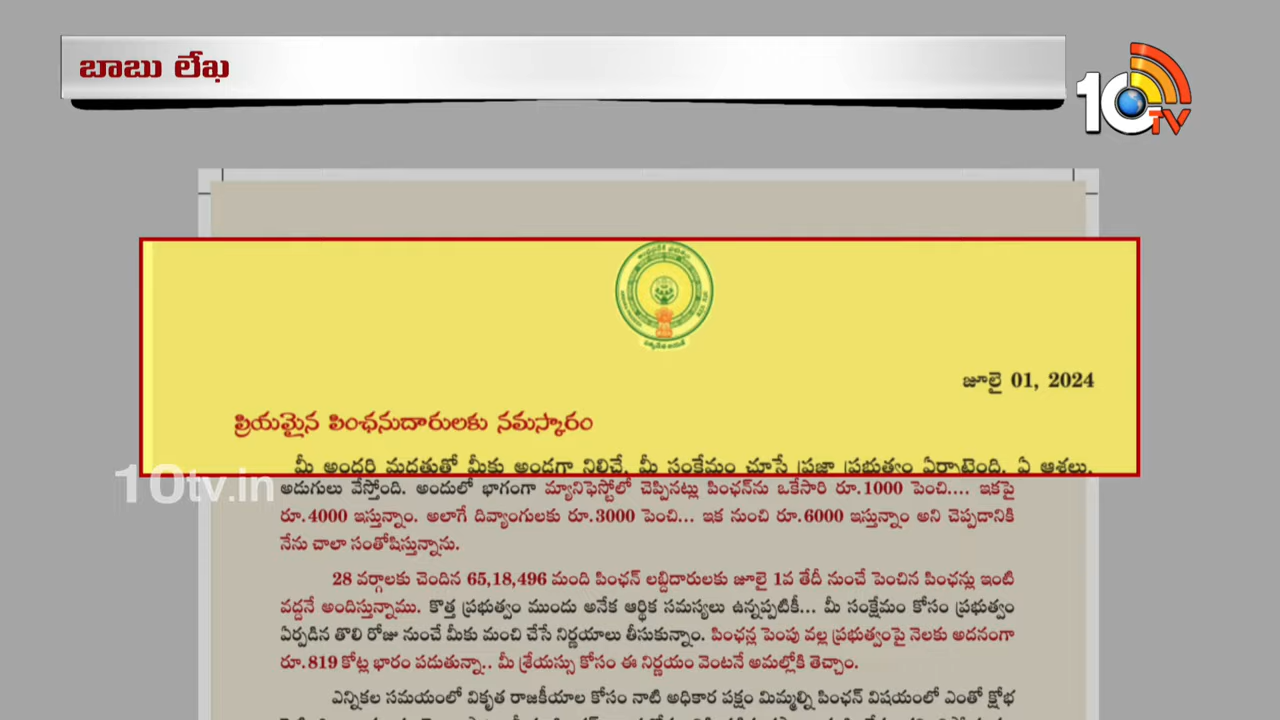 బాబు లేఖ
10TV
జూలై 01, 2024
ప్రియమైన పింఛనుదారులకు నమస్కారం
మీ అందరి మద్దతుతో మీకు అండగా నిలిచే, మీ సంక్షేమం చూసే ప్రజా ప్రభుత్వం ఏర్పాటైంది. ఏ ఆశలు,
10tv.in
అడుగులు వేస్తోంది. అందులో భాగంగా మ్యానిఫెస్టోలో చెప్పినట్లు పింఛన్‌ను ఒకేసారి రూ.1000 పెంచి.... ఇకపై
రూ.4000 ఇస్తున్నాం. అలాగే దివ్యాంగులకు రూ.3000 పెంచి... ఇక నుంచి రూ.6000 ఇస్తున్నాం అని చెప్పడానికి
నేను చాలా సంతోషిస్తున్నాను.
28 వర్గాలకు చెందిన 65,18,496 మంది పింఛన్ లబ్ధిదారులకు జూలై 1వ తేదీ నుంచే పెంచిన పింఛన్లు ఇంటి
వద్దనే అందిస్తున్నాము. కొత్త ప్రభుత్వం ముందు అనేక ఆర్థిక సమస్యలు ఉన్నప్పటికీ... మీ సంక్షేమం కోసం ప్రభుత్వం
ఏర్పడిన తొలి రోజు నుంచే మీకు మంచి చేసే నిర్ణయాలు తీసుకున్నాం. పింఛన్ల పెంపు వల్ల ప్రభుత్వంపై నెలకు అదనంగా
రూ.819 కోట్ల భారం పడుతున్నా.. మీ శ్రేయస్సు కోసం ఈ నిర్ణయం వెంటనే అమల్లోకి తెచ్చాం.
ఎన్నికల సమయంలో వికృత రాజకీయాల కోసం నాటి అధికార పక్షం మిమ్మల్ని పింఛన్ విషయంలో ఎంతో క్షోభ